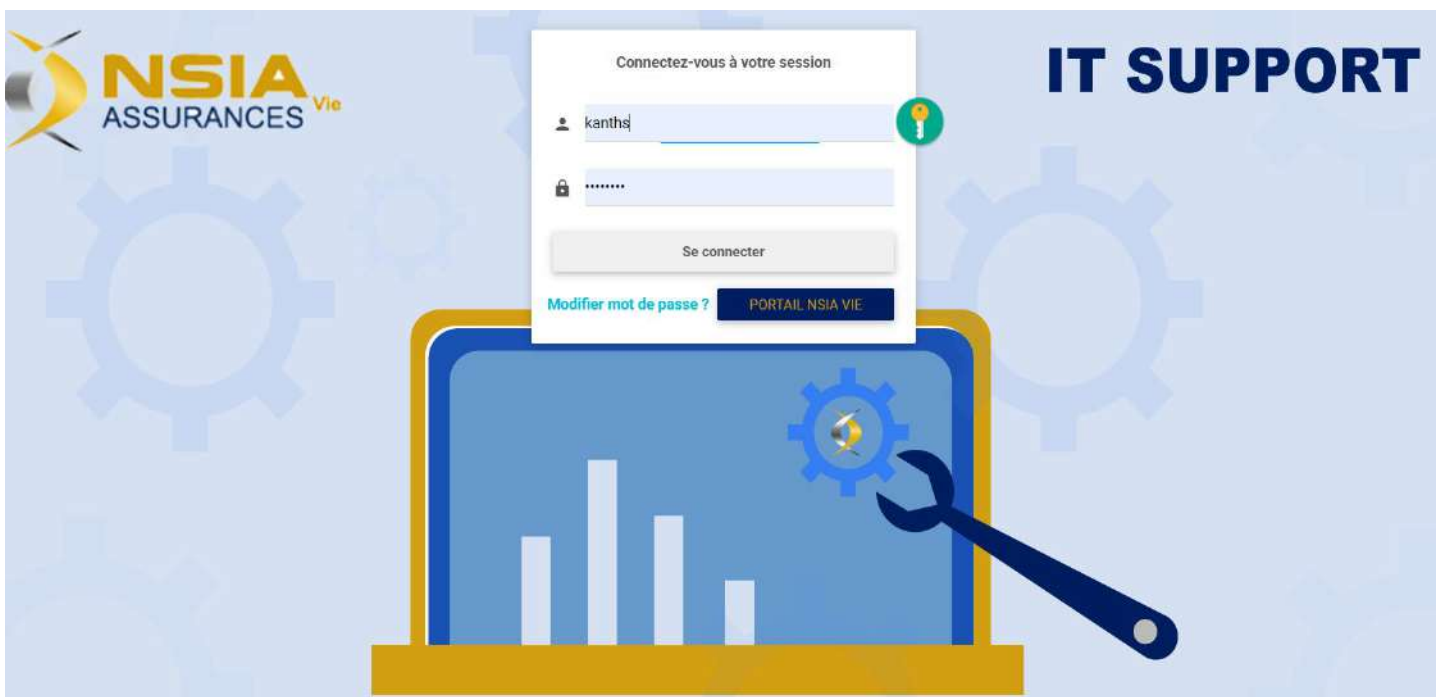 NSIA
ASSURANCES Vie
Connectez-vous à votre session
kanths
········
Se connecter
Modifier mot de passe ?
PORTAIL NSIA VIE
IT SUPPORT